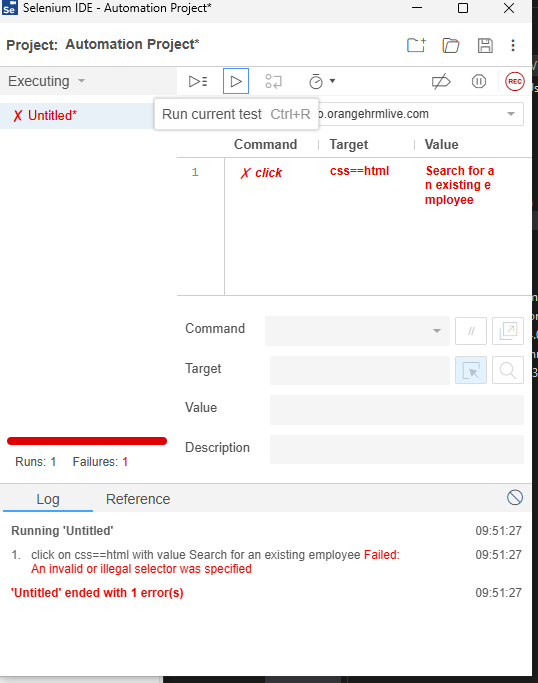 Selenium IDE - Automation Project*
Project: Automation Project*
Executing
REC
Untitled*
Run current test Ctrl+R
o.orangehrmlive.com
Command Target Value
1 click css==html Search for a
n existing e
mployee
Command
//
Target
Value
Description
Runs: 1 Failures: 1
Log Reference
Running 'Untitled' 09:51:27
1. click on css==html with value Search for an existing employee Failed: 09:51:27
An invalid or illegal selector was specified
'Untitled' ended with 1 error(s) 09:51:27